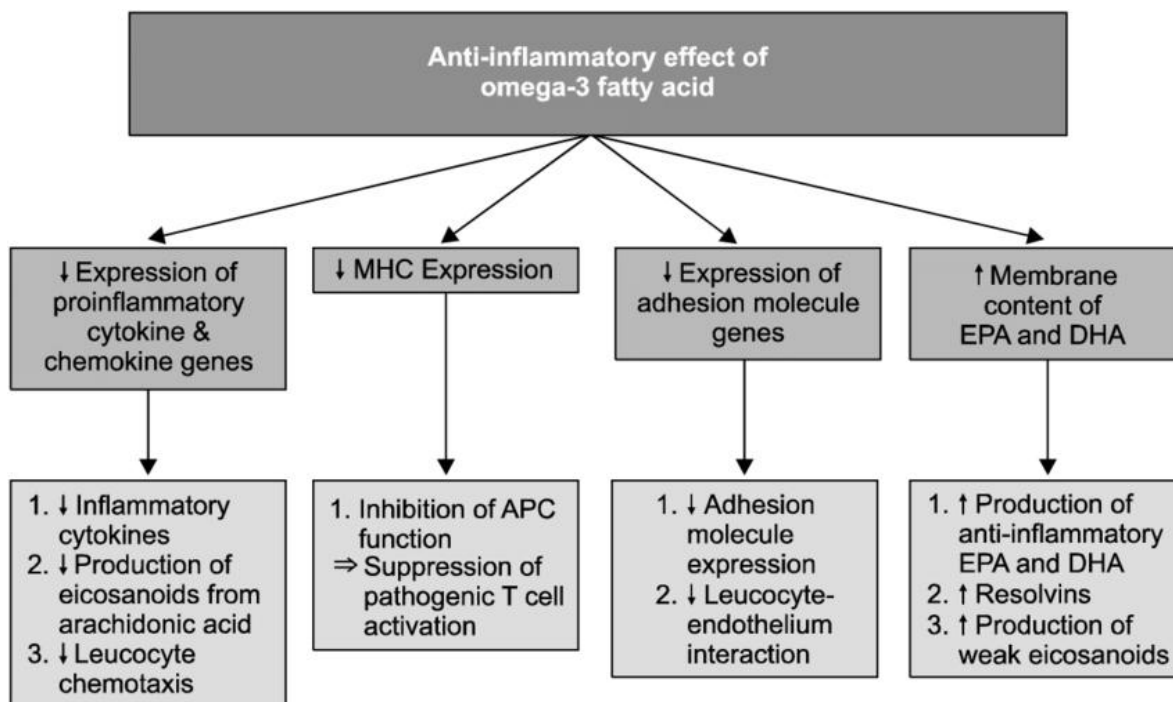 Anti-inflammatory effect of
omega-3 fatty acid
↓ Expression of
proinflammatory
cytokine &
chemokine genes
↓ MHC Expression
↓ Expression of
adhesion molecule
genes
↑ Membrane
content of
EPA and DHA
1. ↓ Inflammatory
cytokines
2. ↓ Production of
eicosanoids from
arachidonic acid
3. ↓ Leucocyte
chemotaxis
1. Inhibition of APC
function
⇒ Suppression of
pathogenic T cell
activation
1. ↓ Adhesion
molecule
expression
2. ↓ Leucocyte-
endothelium
interaction
1. ↑ Production of
anti-inflammatory
EPA and DHA
2. ↑ Resolvins
3. ↑ Production of
weak eicosanoids